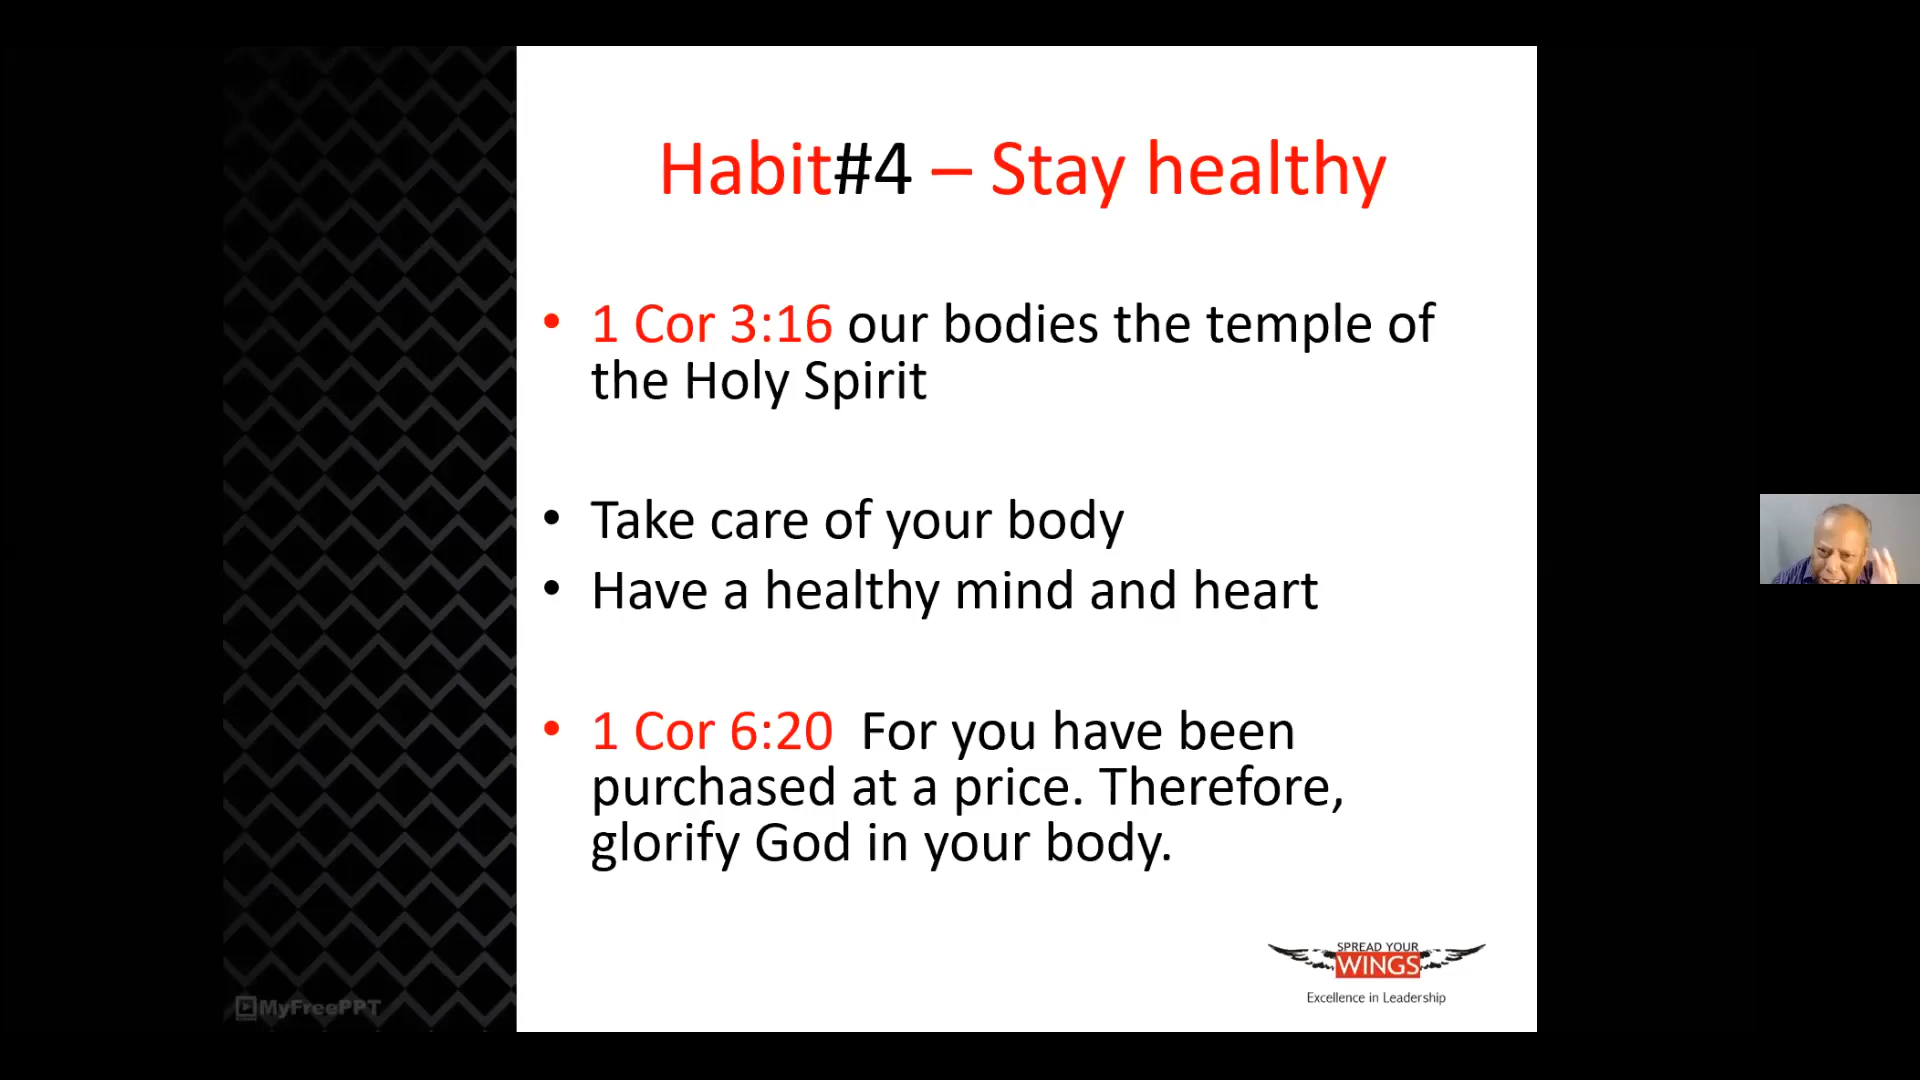 Habit#4 – Stay healthy
• 1 Cor 3:16 our bodies the temple of
the Holy Spirit
• Take care of your body
• Have a healthy mind and heart
• 1 Cor 6:20  For you have been
purchased at a price. Therefore,
glorify God in your body.
SPREAD YOUR
WINGS
Excellence in Leadership
MyFreePPT